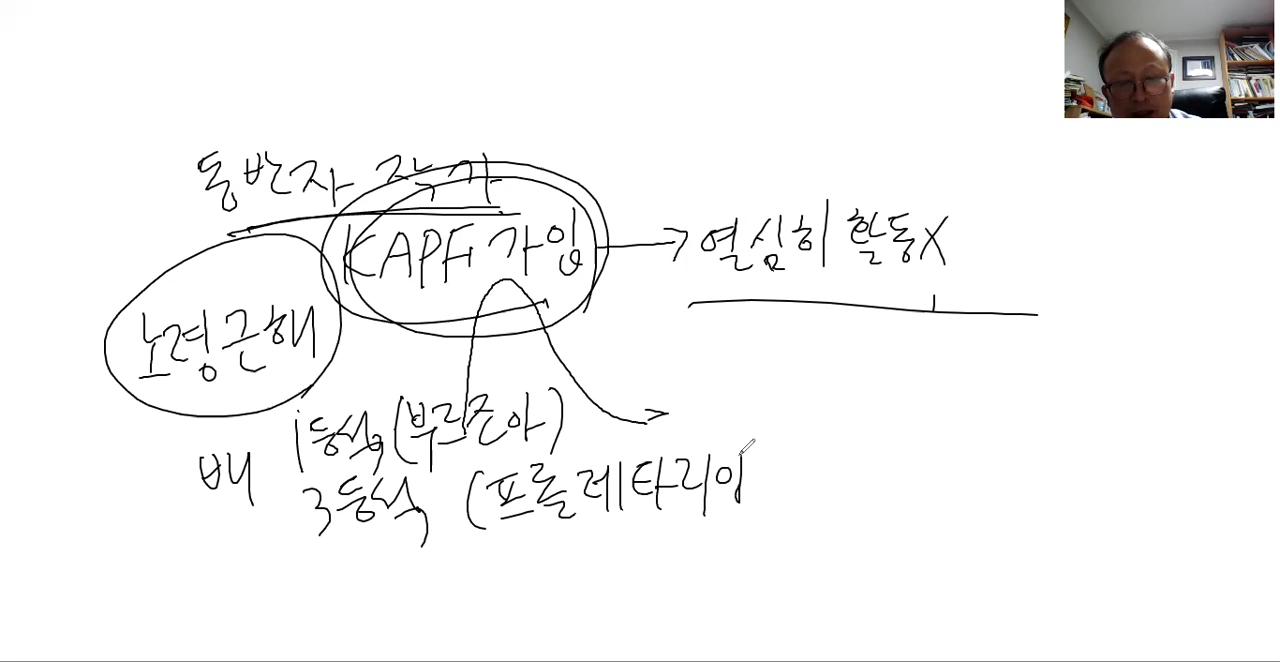 동반자 작가
KAPF 가입 → 열심히 활동X
노령근해
배 1등석 (부르즈아)
3등석 (프롤레타리아